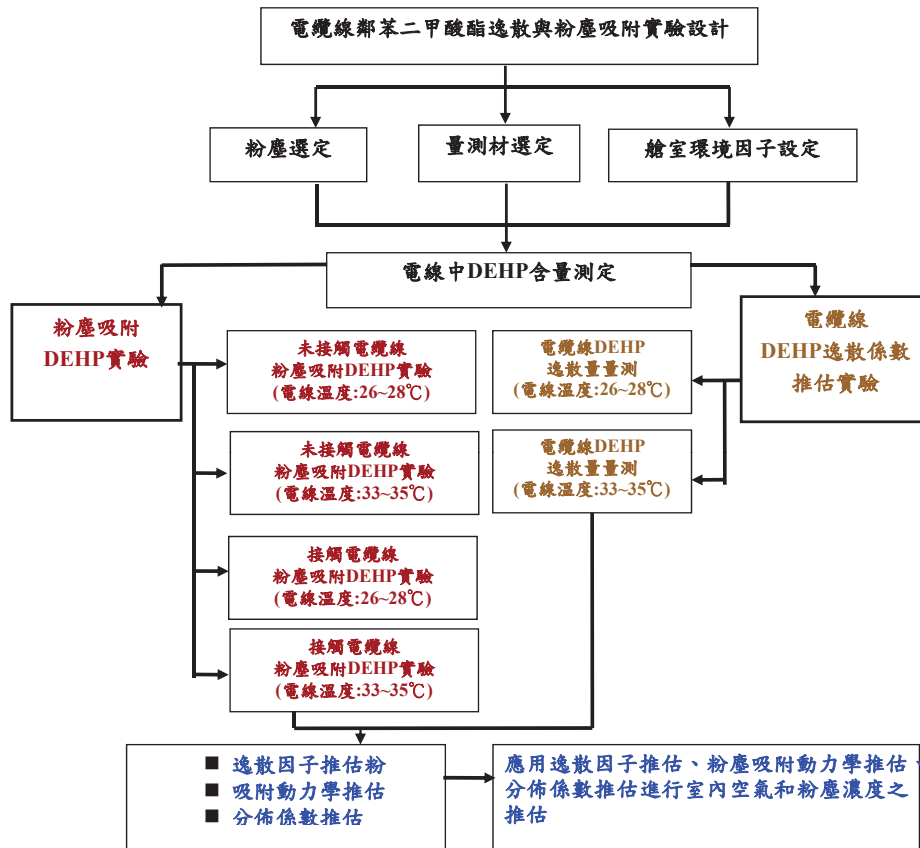 電纜線鄰苯二甲酸酯逸散與粉塵吸附實驗設計
粉塵選定
量測材選定
艙室環境因子設定
電線中DEHP含量測定
粉塵吸附
DEHP實驗
電纜線
DEHP逸散係數
推估實驗
未接觸電纜線
粉塵吸附DEHP實驗
(電線溫度:26~28℃)
電纜線DEHP
逸散量量測
(電線溫度:26~28℃)
未接觸電纜線
粉塵吸附DEHP實驗
(電線溫度:33~35℃)
電纜線DEHP
逸散量量測
(電線溫度:33~35℃)
接觸電纜線
粉塵吸附DEHP實驗
(電線溫度:26~28℃)
接觸電纜線
粉塵吸附DEHP實驗
(電線溫度:33~35℃)
■ 逸散因子推估粉
■ 吸附動力學推估
■ 分佈係數推估
應用逸散因子推估、粉塵吸附動力學推估、
分佈係數推估進行室內空氣和粉塵濃度之
推估